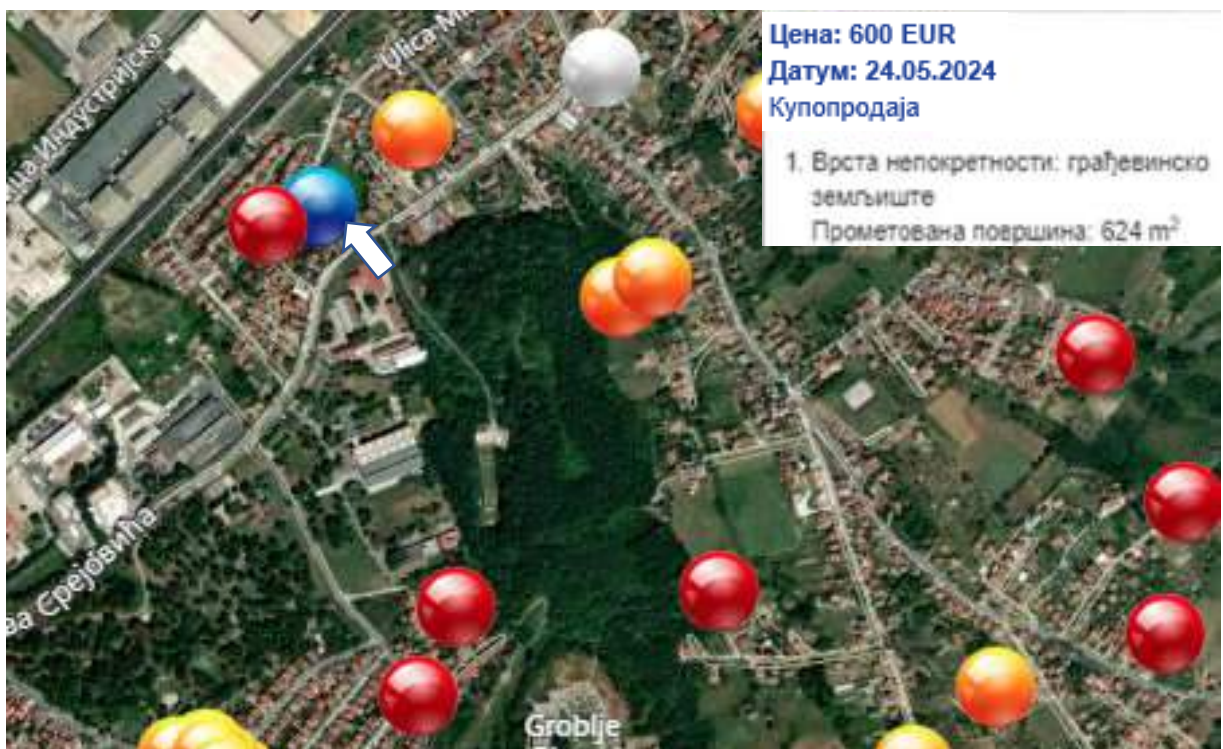 Цена: 600 EUR
Датум: 24.05.2024
Купопродаја
1. Врста непокретности: грађевинско
земљиште
Прометована површина: 624 m²
Ulica
Индустријска
Срејовића
Groblje